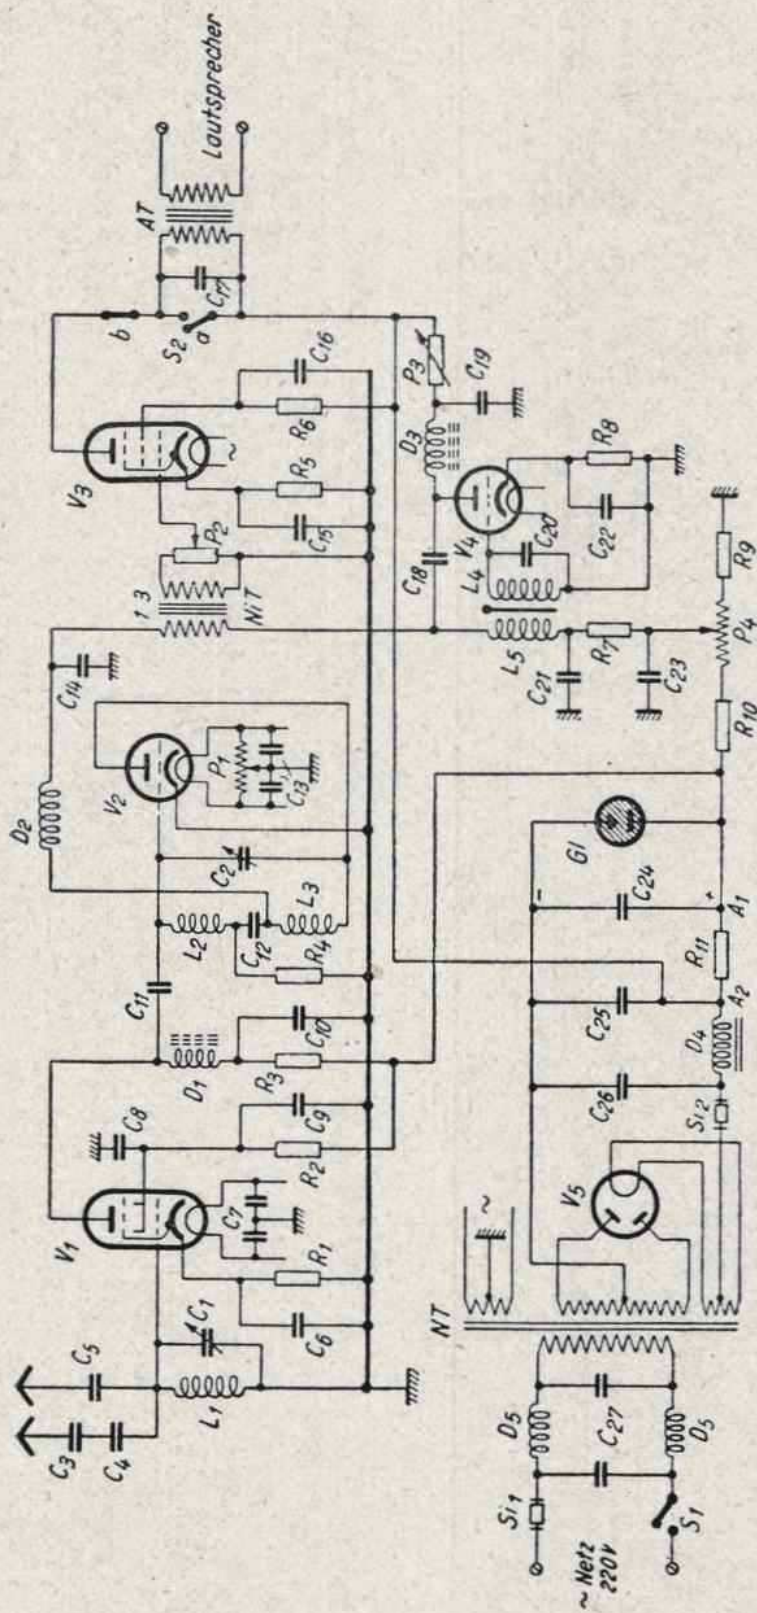 C3
C4
C5
L1
C1
V1
C6
R1
C7
C8
R2
C9
D1
R3
C10
C11
L2
C12
R4
L3
C2
D2
V2
P1
C13
C14
1 3
NiT
P2
V3
~
C15
R5
R6
C16
b
S2
a
C17
AT
Lautsprecher
~ Netz
220V
Si1
S1
D5
C27
D5
NT
~
V5
Si2
C26
D4
C25
A2
R11
C24
-
+
A1
Gl
R10
P4
R9
C23
R7
C21
L5
L4
C18
V4
C20
C22
R8
D3
C19
P3